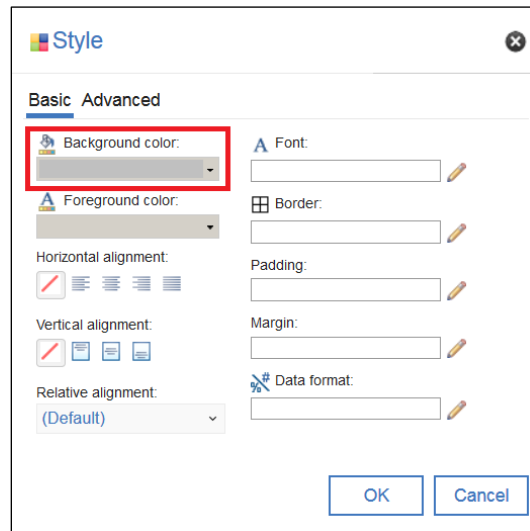 Style
Basic Advanced
Background color:
Foreground color:
Horizontal alignment:
Vertical alignment:
Relative alignment:
(Default)
Font:
Border:
Padding:
Margin:
Data format:
OK Cancel